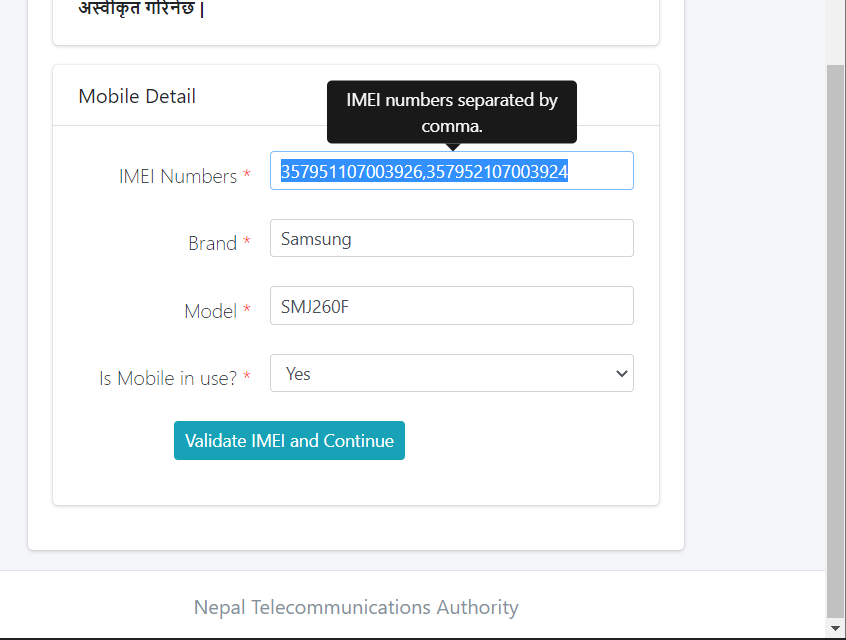 अस्वीकृत गरिनेछ |
Mobile Detail
IMEI numbers separated by
comma.
IMEI Numbers *
357951107003926,357952107003924
Brand *
Samsung
Model *
SMJ260F
Is Mobile in use? *
Yes
Validate IMEI and Continue
Nepal Telecommunications Authority